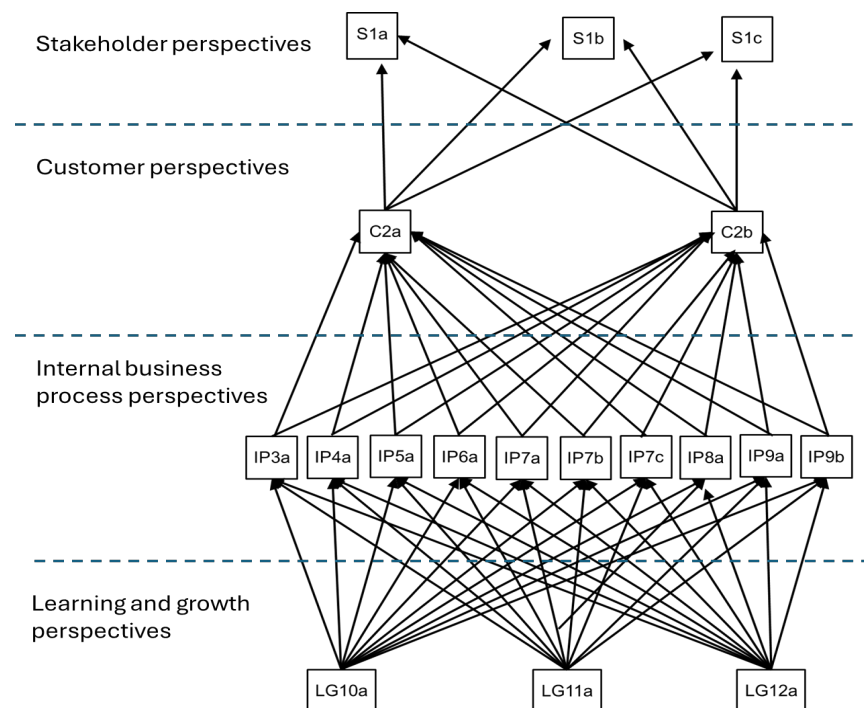 Stakeholder perspectives
S1a
S1b
S1c
Customer perspectives
C2a
C2b
Internal business
process perspectives
IP3a
IP4a
IP5a
IP6a
IP7a
IP7b
IP7c
IP8a
IP9a
IP9b
Learning and growth
perspectives
LG10a
LG11a
LG12a